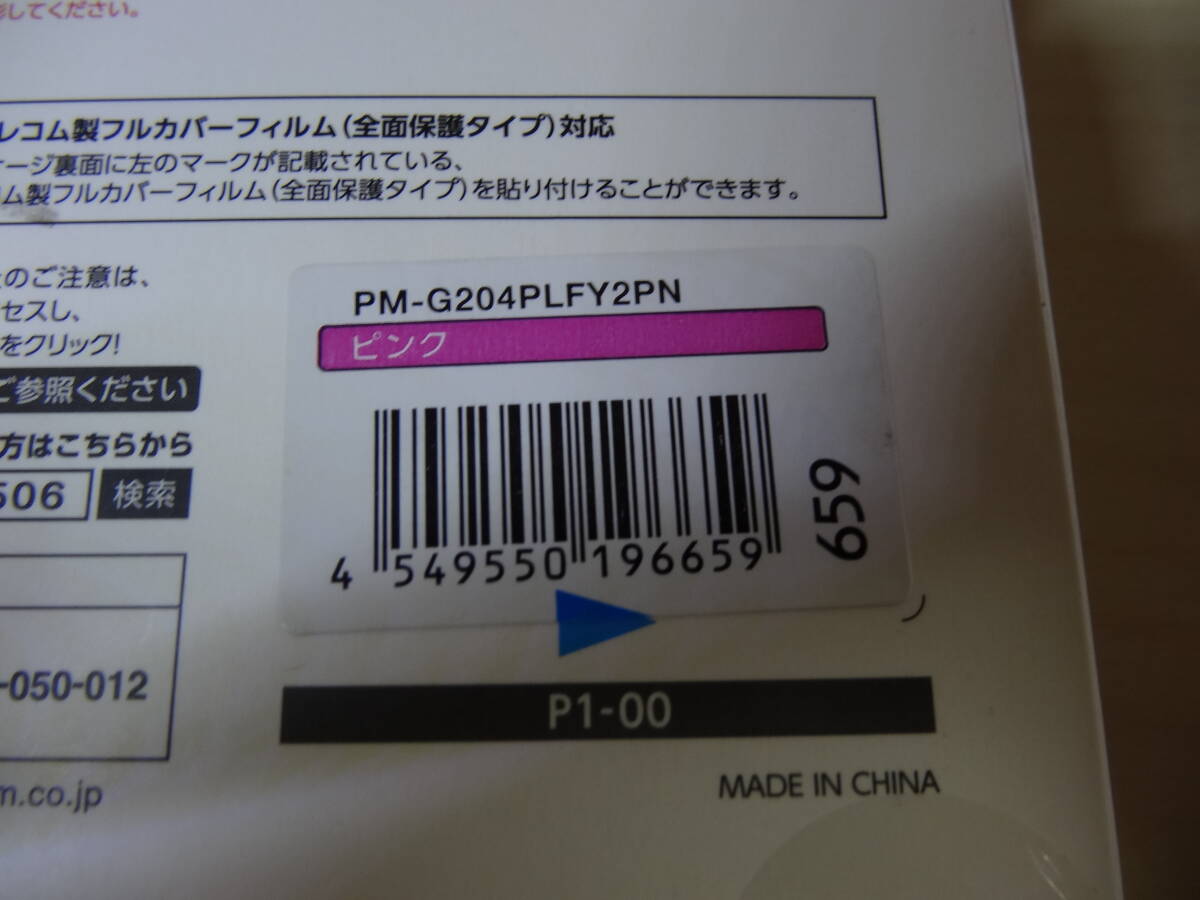 してください。
レコム製フルカバーフィルム(全面保護タイプ)対応
ージ裏面に左のマークが記載されている、
ム製フルカバーフィルム(全面保護タイプ)を貼り付けることができます。
のご注意は、
セスし、
をクリック!
ご参照ください
方はこちらから
506 検索
PM-G204PLFY2PN
ピンク
4 549550 196659
659
-050-012
P1-00
m.co.jp
MADE IN CHINA